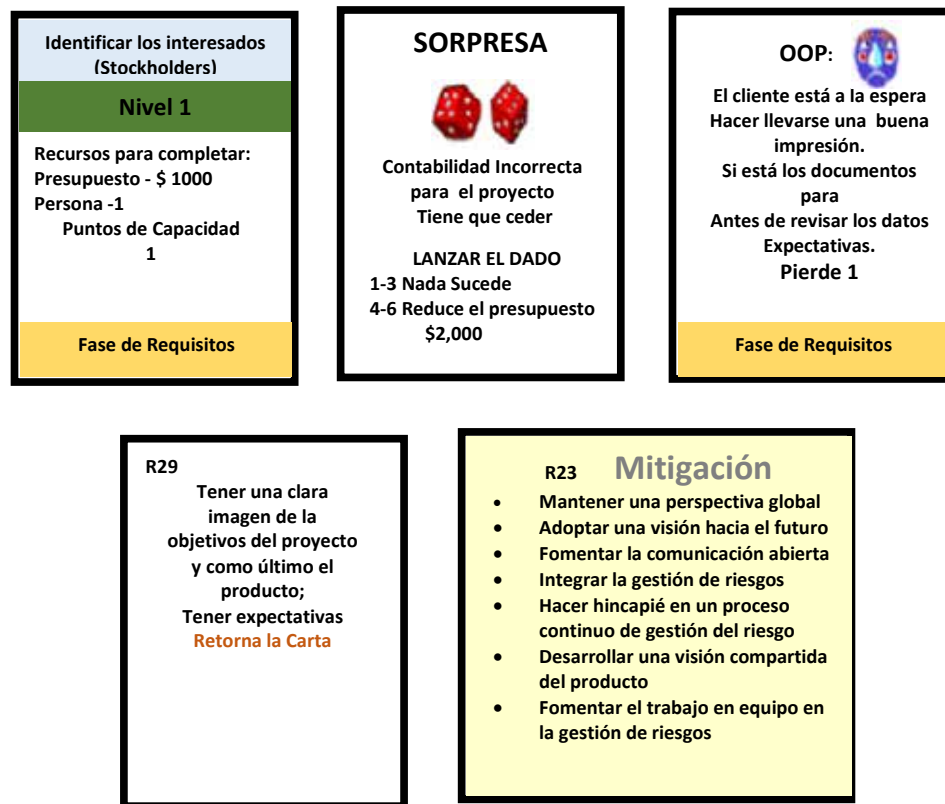 Identificar los interesados
(Stockholders)
Nivel 1
Recursos para completar:
Presupuesto - $ 1000
Persona -1
Puntos de Capacidad
1
Fase de Requisitos
SORPRESA
Contabilidad Incorrecta
para el proyecto
Tiene que ceder
LANZAR EL DADO
1-3 Nada Sucede
4-6 Reduce el presupuesto
$2,000
OOP:
El cliente está a la espera
Hacer llevarse una buena
impresión.
Si está los documentos
para
Antes de revisar los datos
Expectativas.
Pierde 1
Fase de Requisitos
R29
Tener una clara
imagen de la
objetivos del proyecto
y como último el
producto;
Tener expectativas
Retorna la Carta
R23 Mitigación
• Mantener una perspectiva global
• Adoptar una visión hacia el futuro
• Fomentar la comunicación abierta
• Integrar la gestión de riesgos
• Hacer hincapié en un proceso
continuo de gestión del riesgo
• Desarrollar una visión compartida
del producto
• Fomentar el trabajo en equipo en
la gestión de riesgos